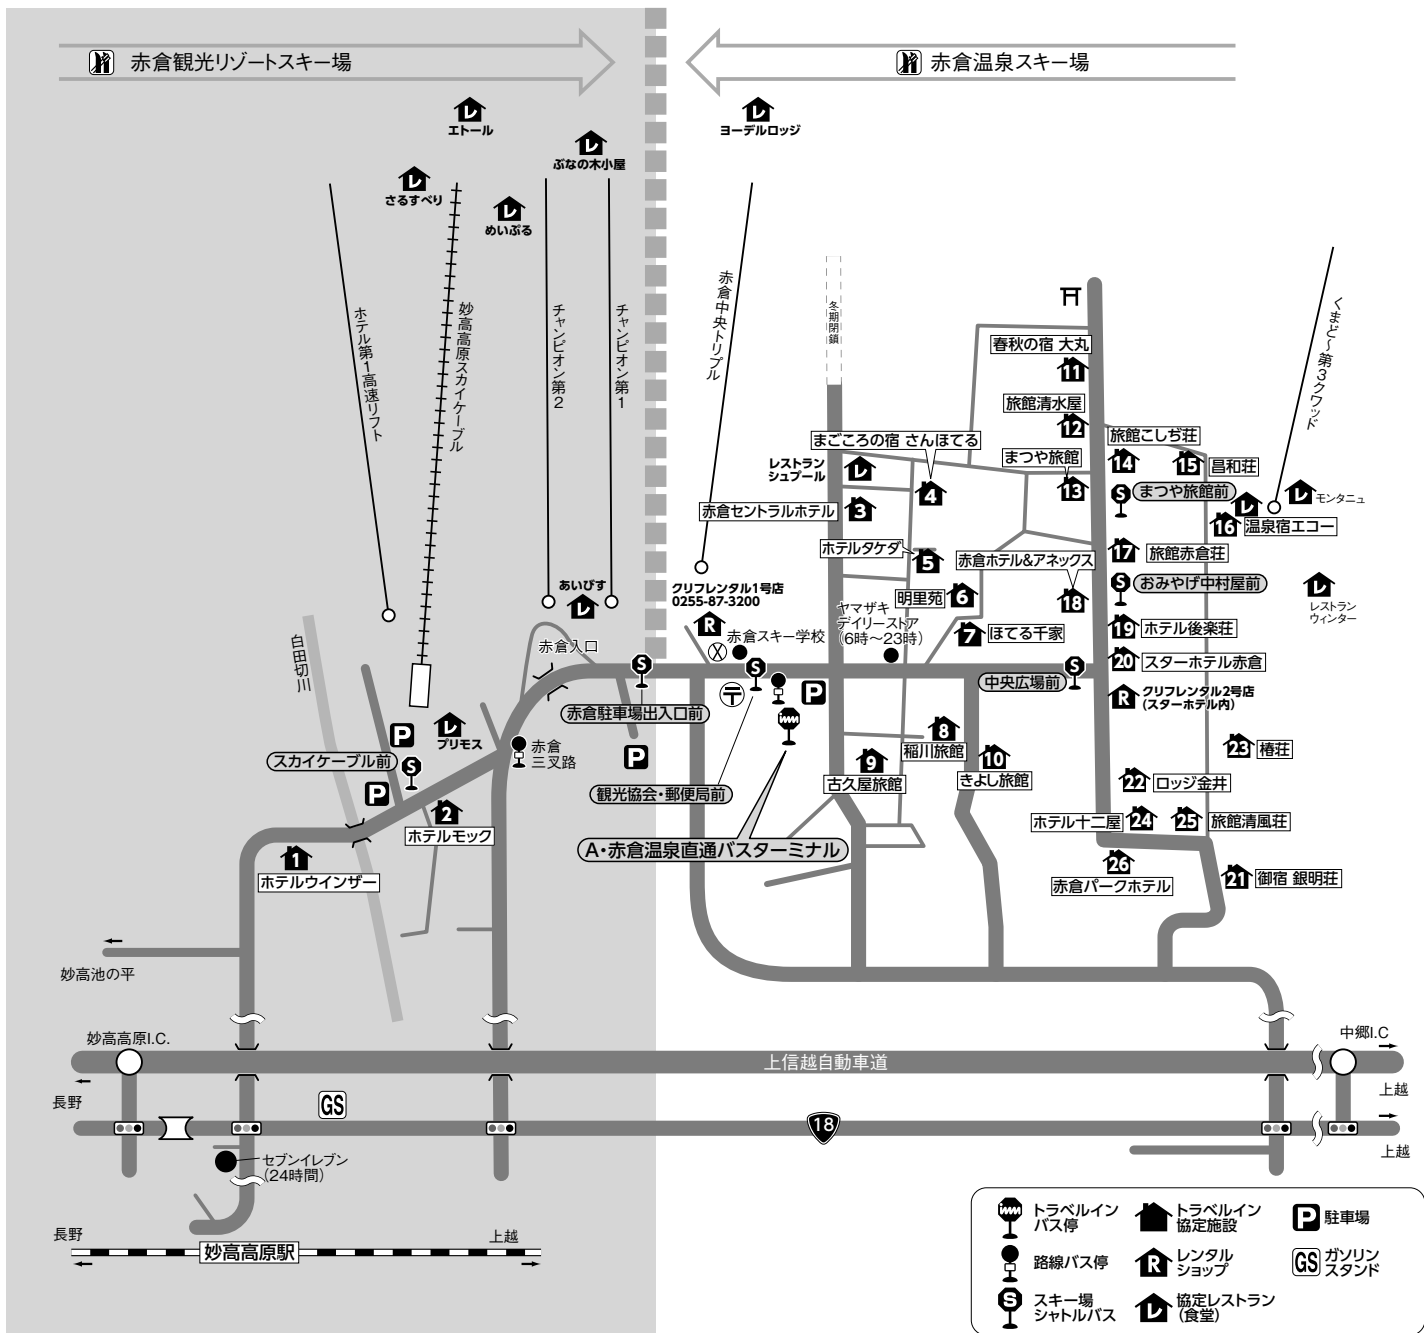 赤倉観光リゾートスキー場
赤倉温泉スキー場
レ
エトール
レ
ヨーデルロッジ
レ
ぶなの木小屋
レ
さるすべり
レ
めいぷる
ホテル第1高速リフト
妙高高原スカイケーブル
チャンピオン第2
チャンピオン第1
赤倉中央トリプル
冬期閉鎖
くまど〜第3クワッド
春秋の宿 大丸
11
旅館清水屋
12
まごころの宿 さんほてる
4
まつや旅館
13
旅館こしぢ荘
14
15
昌和荘
レストラン
シュプール
レ
S
まつや旅館前
レ
モンタニュ
レ
赤倉セントラルホテル
3
16
温泉宿エコー
ホテルタケダ
5
赤倉ホテル&アネックス
18
17
旅館赤倉荘
S
おみやげ中村屋前
レ
レストラン
ウィンター
あいびす
レ
クリフレンタル1号店
0255-87-3200
R
明里苑
6
ヤマザキ
デイリーストア
(6時〜23時)
7
ほてる千家
19
ホテル後楽荘
白田切川
赤倉入口
赤倉スキー学校
S
S
〒
P
20
スターホテル赤倉
中央広場前
S
R
クリフレンタル2号店
(スターホテル内)
赤倉駐車場出入口前
P
レ
プリモス
赤倉
三叉路
スカイケーブル前
S
P
P
8
稲川旅館
9
古久屋旅館
10
きよし旅館
23
椿荘
22
ロッジ金井
観光協会・郵便局前
2
ホテルモック
ホテル十二屋
24
25
旅館清風荘
A・赤倉温泉直通バスターミナル
1
ホテルウインザー
26
赤倉パークホテル
21
御宿 銀明荘
妙高池の平
妙高高原I.C.
中郷I.C
上信越自動車道
長野
上越
GS
18
上越
セブンイレブン
(24時間)
長野
上越
妙高高原駅
トラベルイン
バス停
トラベルイン
協定施設
P
駐車場
路線バス停
R
レンタル
ショップ
GS
ガソリン
スタンド
S
スキー場
シャトルバス
レ
協定レストラン
(食堂)